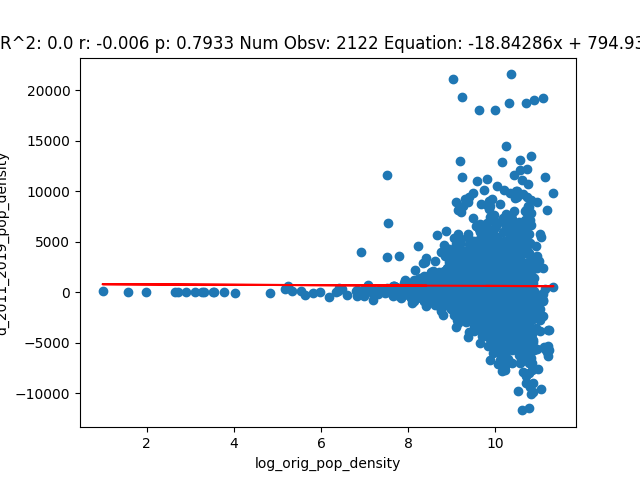 R^2: 0.0 r: -0.006 p: 0.7933 Num Obsv: 2122 Equation: -18.84286x + 794.93
20000
15000
10000
5000
0
−5000
−10000
d_2011_2019_pop_density
2 4 6 8 10
log_orig_pop_density